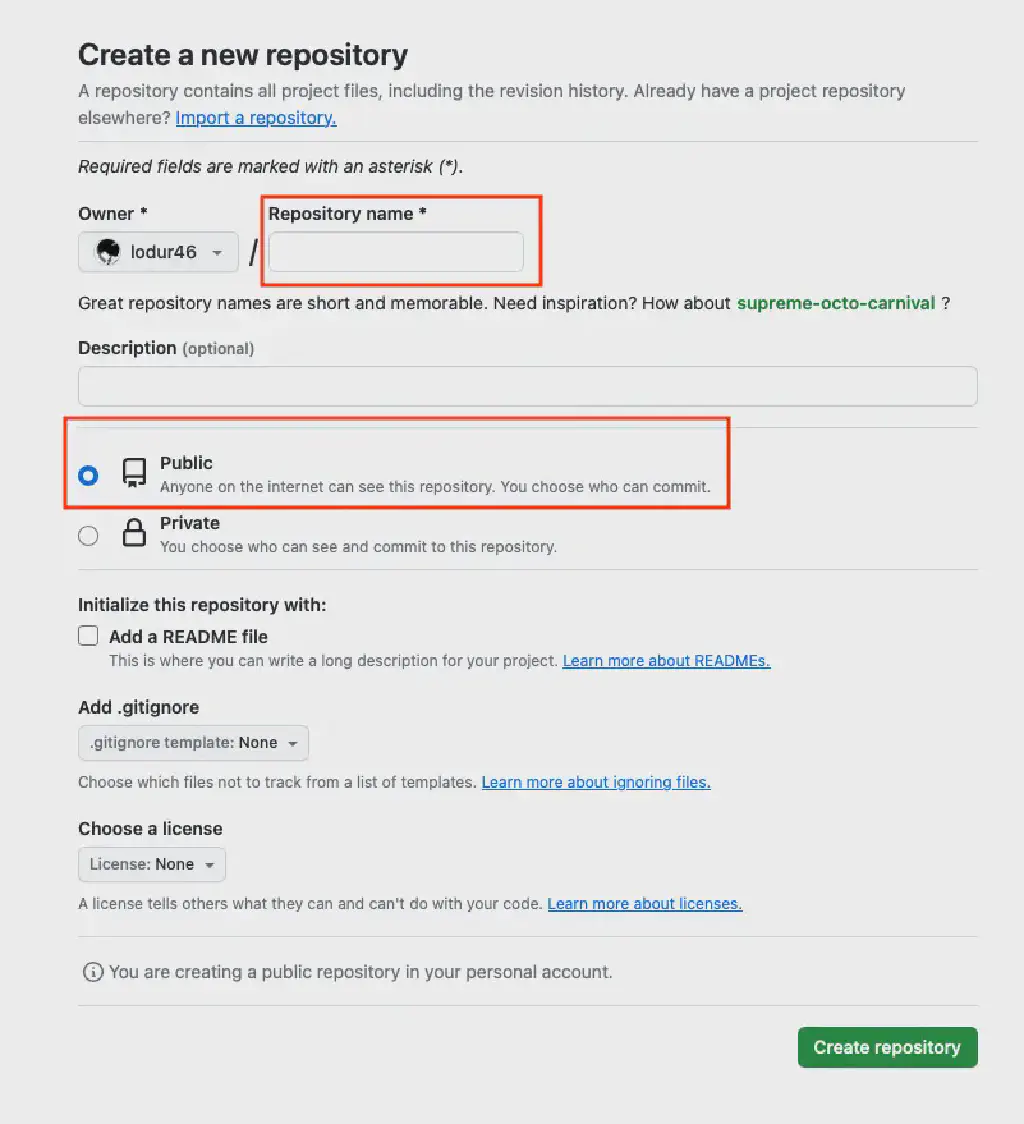 Create a new repository
A repository contains all project files, including the revision history. Already have a project repository
elsewhere? Import a repository.
Required fields are marked with an asterisk (*).
Owner *
Repository name *
lodur46
/
Great repository names are short and memorable. Need inspiration? How about supreme-octo-carnival ?
Description (optional)
Public
Anyone on the internet can see this repository. You choose who can commit.
Private
You choose who can see and commit to this repository.
Initialize this repository with:
Add a README file
This is where you can write a long description for your project. Learn more about READMEs.
Add .gitignore
.gitignore template: None
Choose which files not to track from a list of templates. Learn more about ignoring files.
Choose a license
License: None
A license tells others what they can and can't do with your code. Learn more about licenses.
You are creating a public repository in your personal account.
Create repository